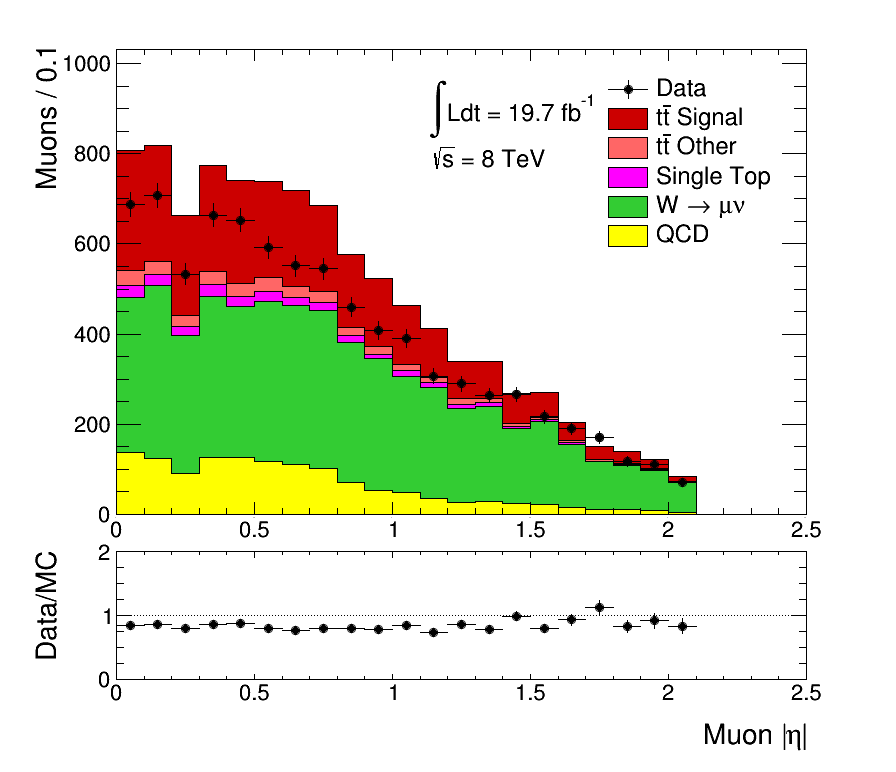 Muons / 0.1
1000
800
600
400
200
0
∫Ldt = 19.7 fb⁻¹
√s = 8 TeV
Data
tt̄ Signal
tt̄ Other
Single Top
W → μν
QCD
0 0.5 1 1.5 2 2.5
Data/MC
2
1
0
0 0.5 1 1.5 2 2.5
Muon |η|